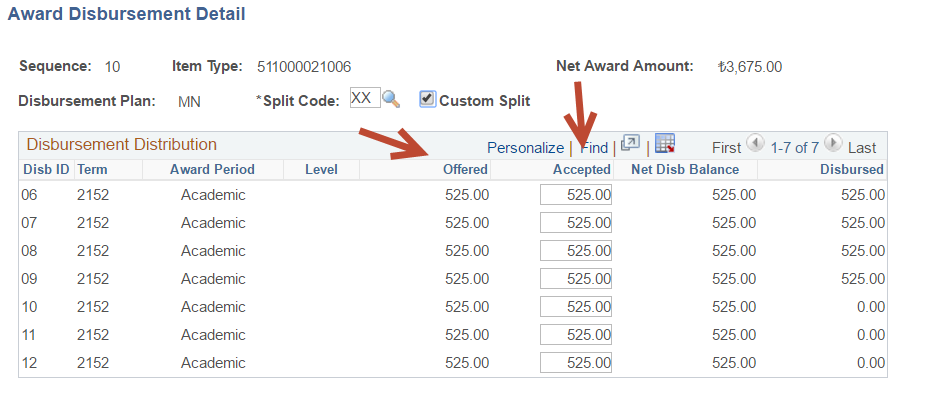 Award Disbursement Detail
Sequence: 10 Item Type: 511000021006 Net Award Amount: ₺3,675.00
Disbursement Plan: MN *Split Code: XX Custom Split
Disbursement Distribution Personalize | Find | | First 1-7 of 7 Last
Disb ID Term Award Period Level Offered Accepted Net Disb Balance Disbursed
06 2152 Academic 525.00 525.00 525.00 525.00
07 2152 Academic 525.00 525.00 525.00 525.00
08 2152 Academic 525.00 525.00 525.00 525.00
09 2152 Academic 525.00 525.00 525.00 525.00
10 2152 Academic 525.00 525.00 525.00 0.00
11 2152 Academic 525.00 525.00 525.00 0.00
12 2152 Academic 525.00 525.00 525.00 0.00